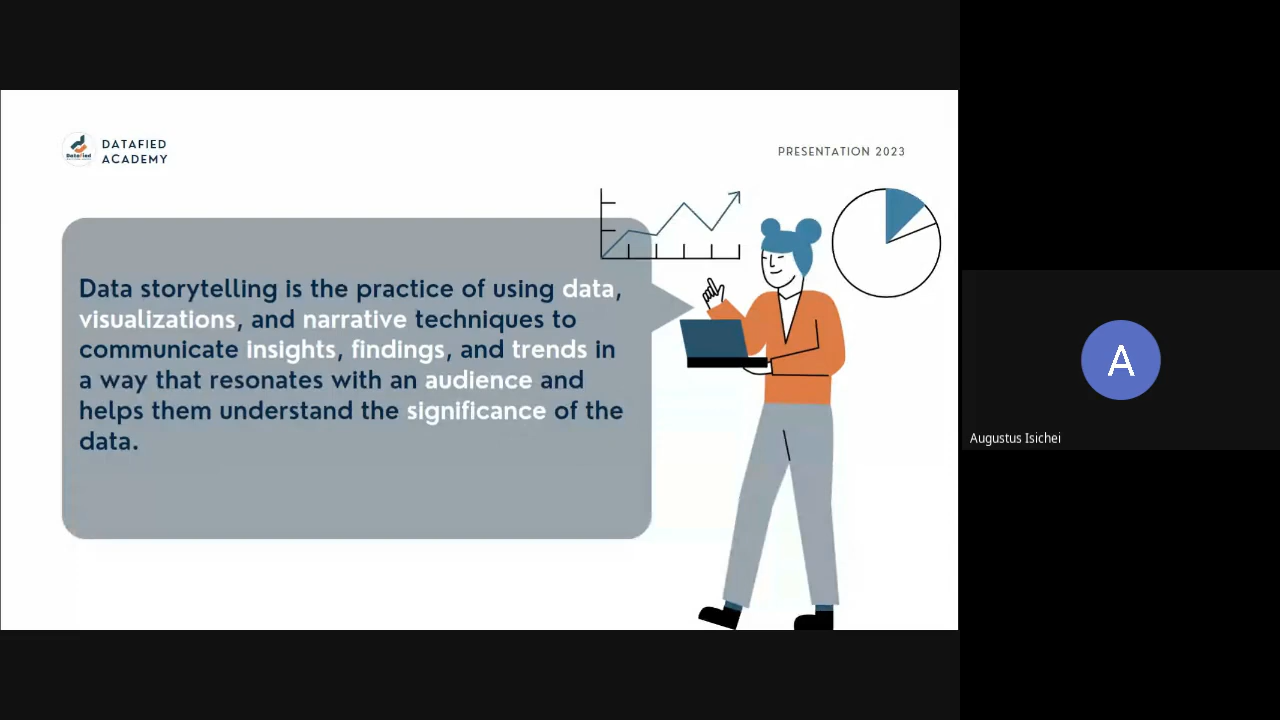 DATAFIED
ACADEMY
PRESENTATION 2023
Data storytelling is the practice of using data,
visualizations, and narrative techniques to
communicate insights, findings, and trends in
a way that resonates with an audience and
helps them understand the significance of the
data.
A
Augustus Isichei